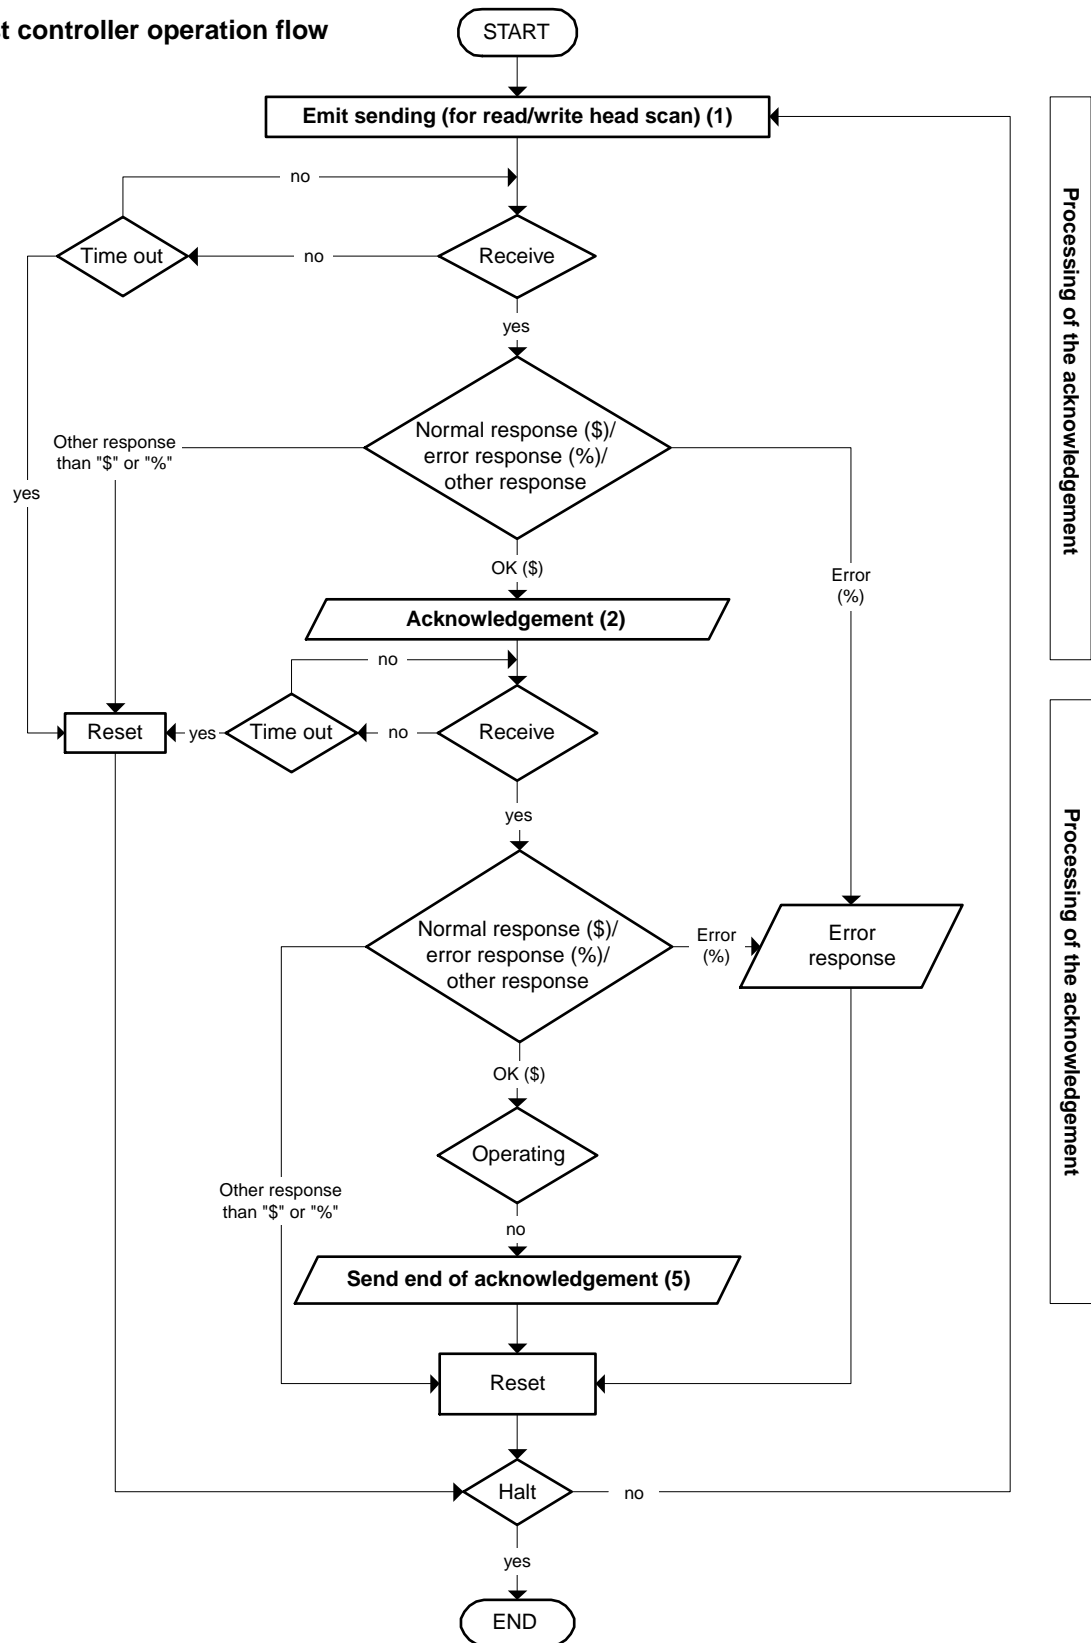 t controller operation flow
START
Emit sending (for read/write head scan) (1)
no
Time out
no
Receive
yes
Normal response ($)/
error response (%)/
other response
Other response
than "$" or "%"
yes
OK ($)
Error
(%)
Acknowledgement (2)
no
Reset
yes
Time out
no
Receive
yes
Normal response ($)/
error response (%)/
other response
Error
(%)
Error
response
OK ($)
Operating
Other response
than "$" or "%"
no
Send end of acknowledgement (5)
Reset
Halt
no
yes
END
Processing of the acknowledgement
Processing of the acknowledgement